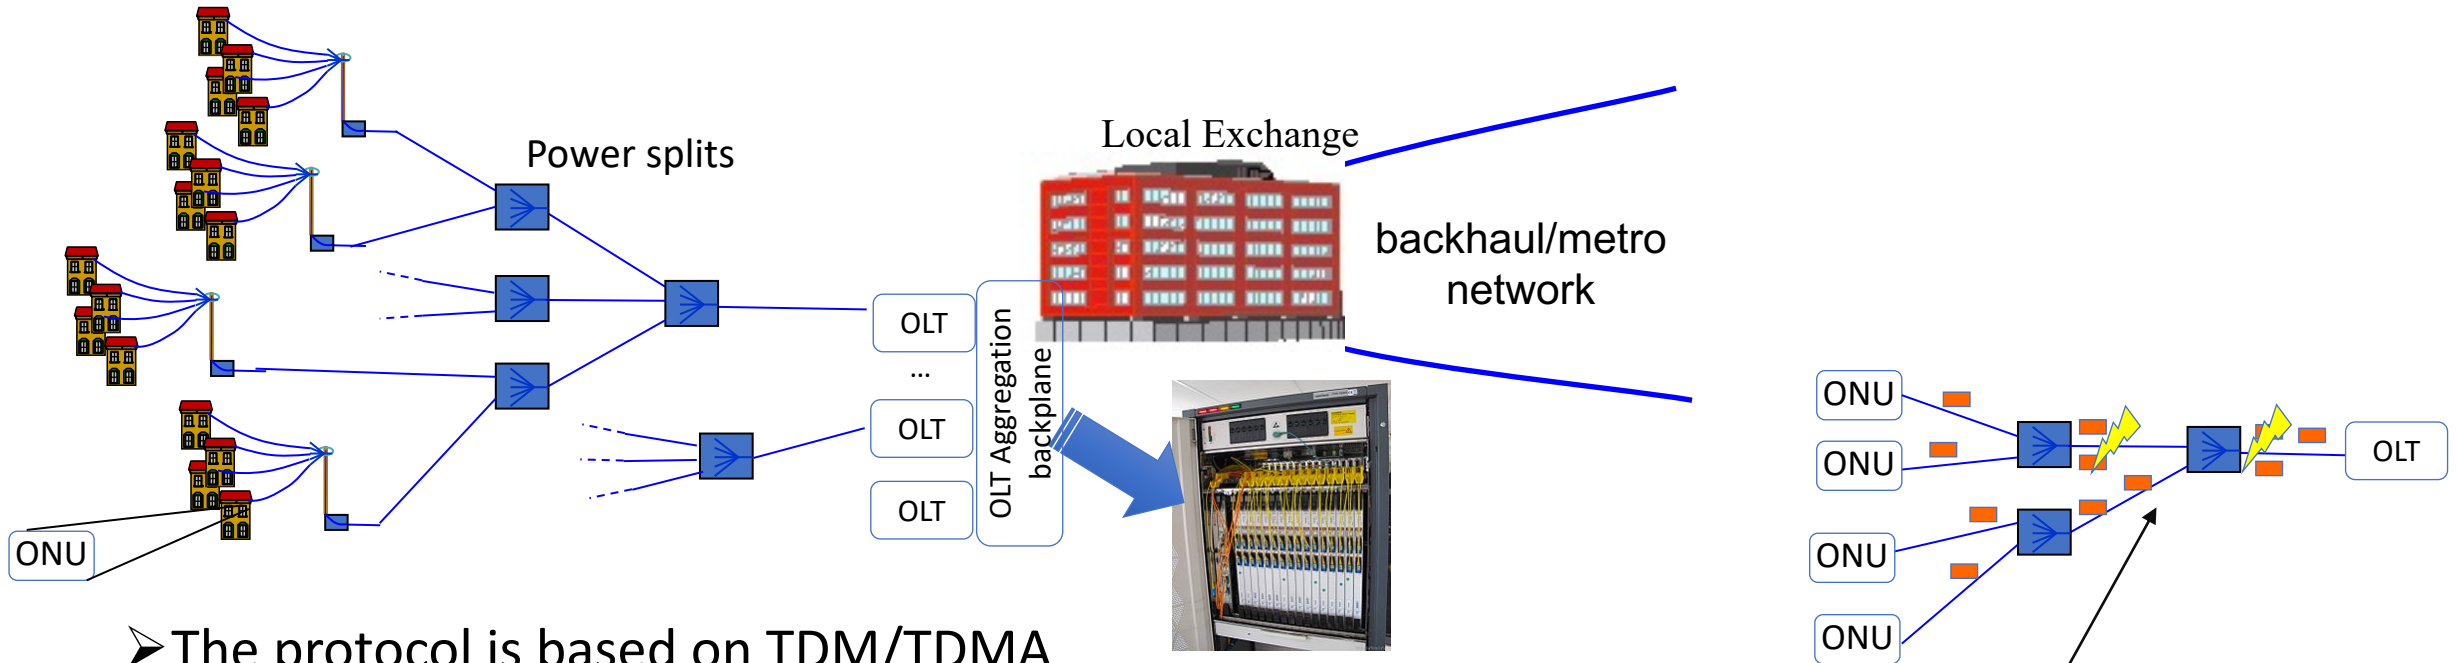 Power splits
Local Exchange
backhaul/metro
network
OLT
...
OLT
OLT
OLT Aggregation
backplane
ONU
ONU
ONU
ONU
ONU
OLT
➢The protocol is based on TDM/TDMA